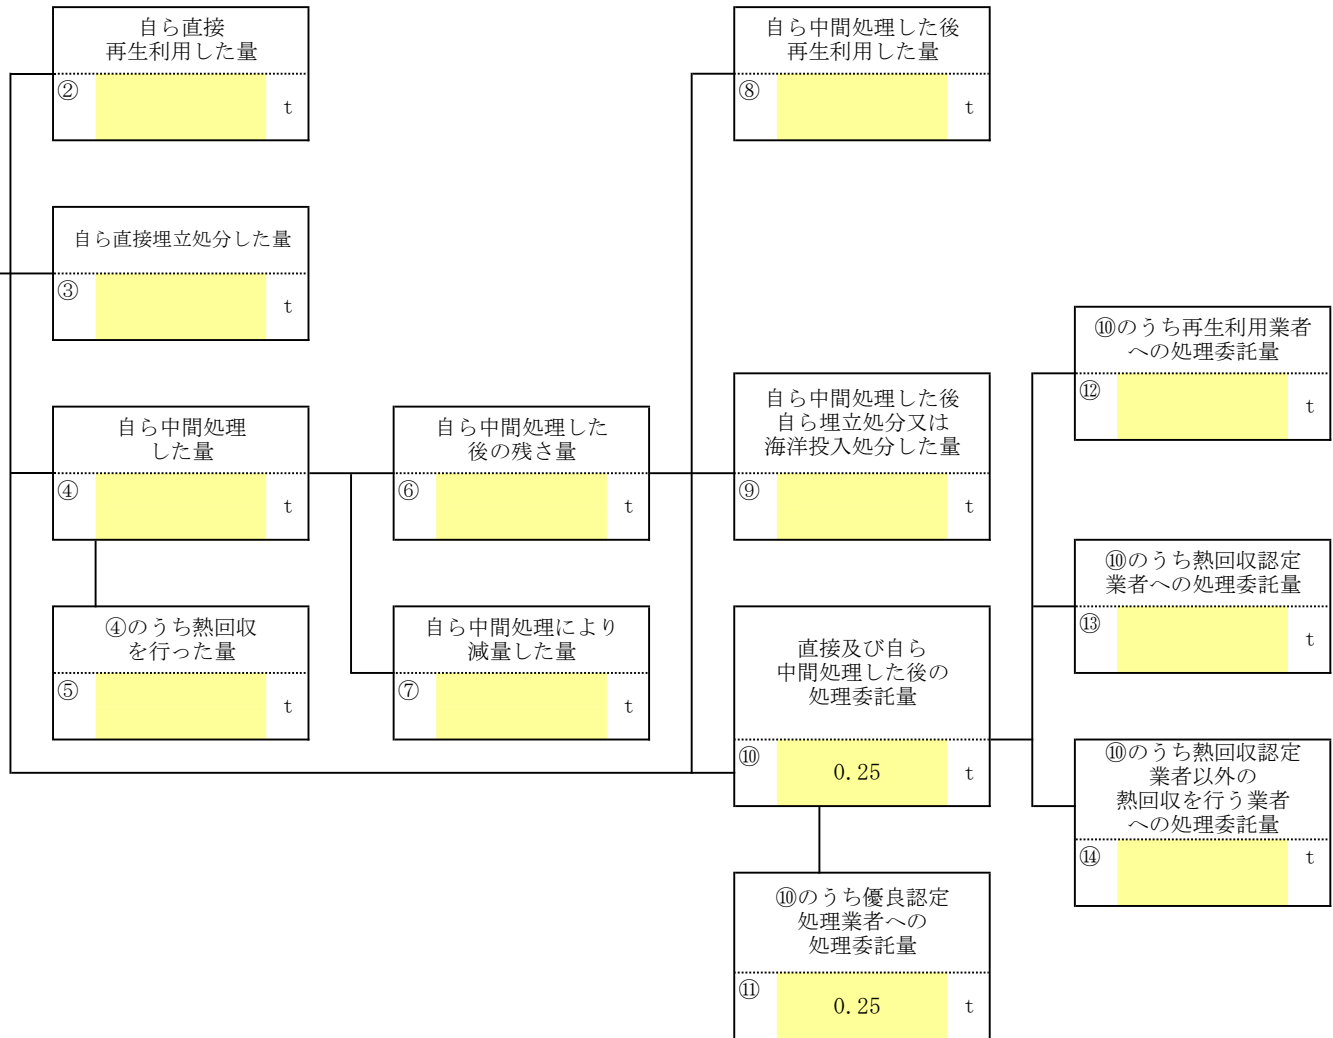 自ら直接
再生利用した量
②
t
自ら中間処理した後
再生利用した量
⑧
t
自ら直接埋立処分した量
③
t
⑩のうち再生利用業者
への処理委託量
⑫
t
自ら中間処理
した量
④
t
自ら中間処理した
後の残さ量
⑥
t
自ら中間処理した後
自ら埋立処分又は
海洋投入処分した量
⑨
t
⑩のうち熱回収認定
業者への処理委託量
⑬
t
④のうち熱回収
を行った量
⑤
t
自ら中間処理により
減量した量
⑦
t
直接及び自ら
中間処理した後の
処理委託量
⑩
0.25 t
⑩のうち熱回収認定
業者以外の
熱回収を行う業者
への処理委託量
⑭
t
⑩のうち優良認定
処理業者への
処理委託量
⑪
0.25 t